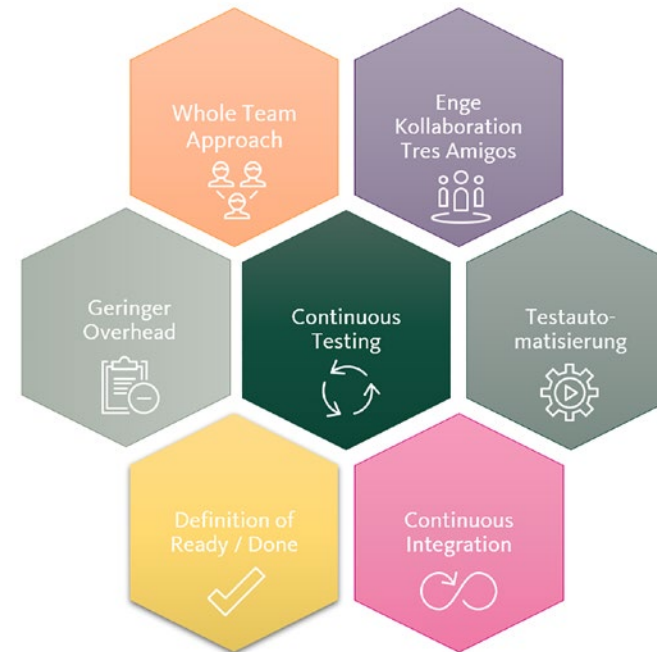 Whole Team
Approach
Enge
Kollaboration
Tres Amigos
Geringer
Overhead
Continuous
Testing
Testauto-
matisierung
Definition of
Ready / Done
Continuous
Integration